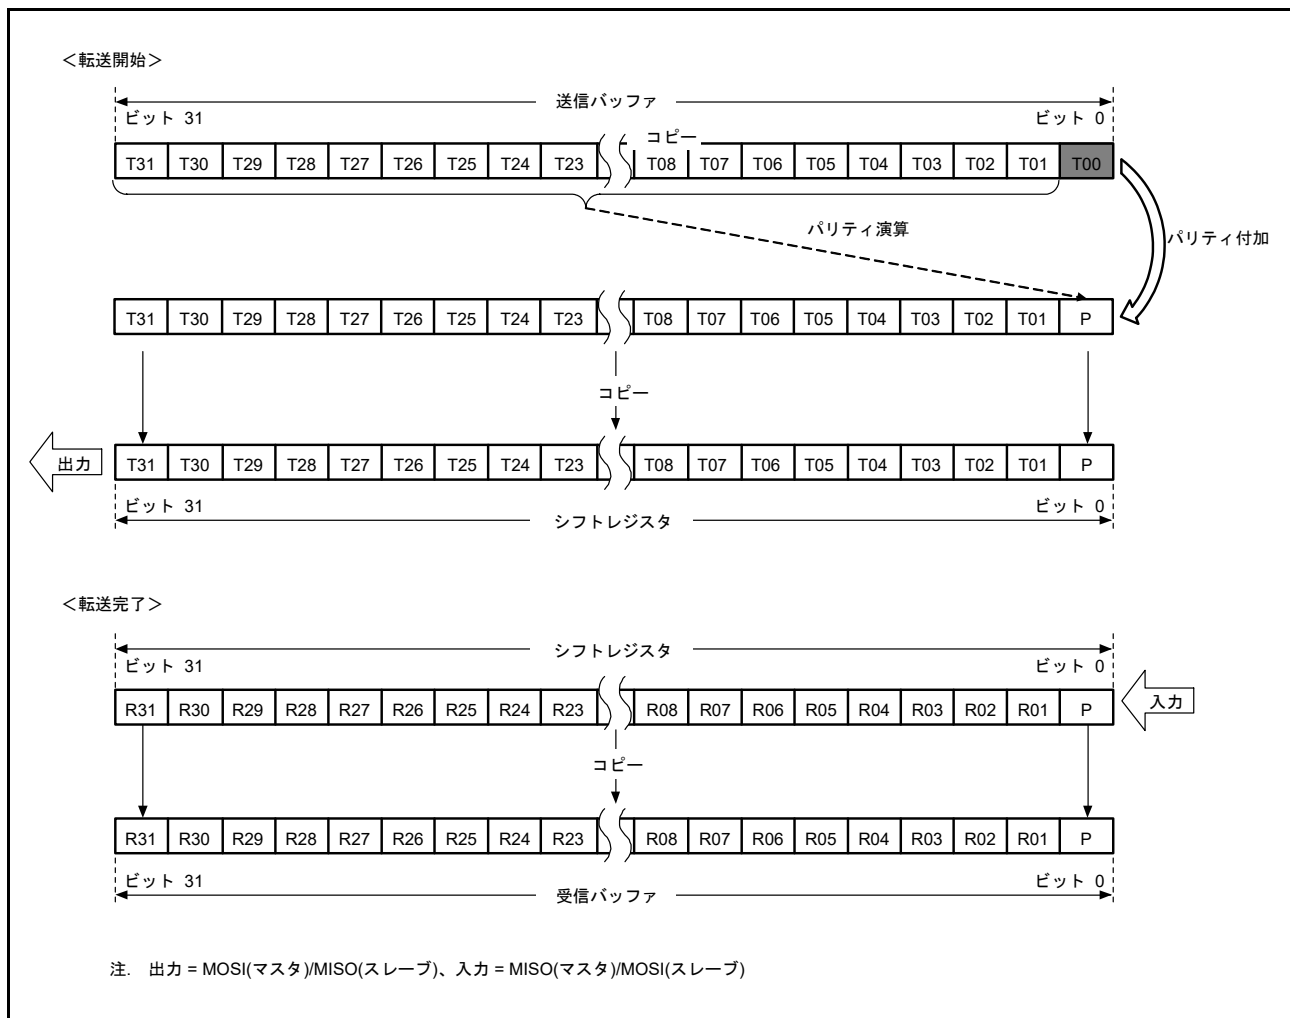 ＜転送開始＞
送信バッファ
ビット 31 ビット 0
コピー
T31 T30 T29 T28 T27 T26 T25 T24 T23 T08 T07 T06 T05 T04 T03 T02 T01 T00
パリティ演算
パリティ付加
T31 T30 T29 T28 T27 T26 T25 T24 T23 T08 T07 T06 T05 T04 T03 T02 T01 P
コピー
出力 T31 T30 T29 T28 T27 T26 T25 T24 T23 T08 T07 T06 T05 T04 T03 T02 T01 P
ビット 31 ビット 0
シフトレジスタ
＜転送完了＞
シフトレジスタ
ビット 31 ビット 0
R31 R30 R29 R28 R27 R26 R25 R24 R23 R08 R07 R06 R05 R04 R03 R02 R01 P 入力
コピー
R31 R30 R29 R28 R27 R26 R25 R24 R23 R08 R07 R06 R05 R04 R03 R02 R01 P
ビット 31 ビット 0
受信バッファ
注. 出力 = MOSI(マスタ)/MISO(スレーブ)、入力 = MISO(マスタ)/MOSI(スレーブ)